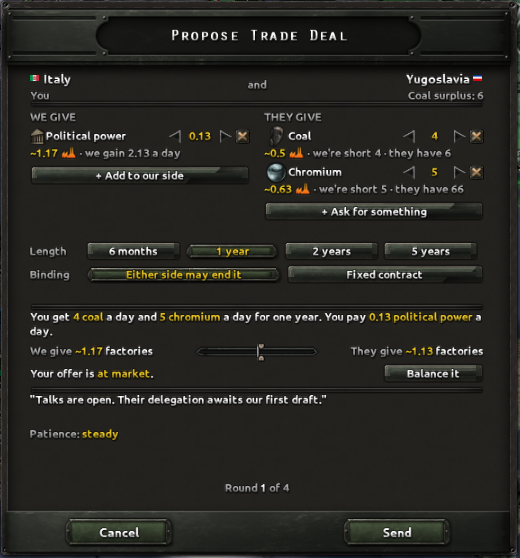 PROPOSE TRADE DEAL
Italy
and
Yugoslavia
You
Coal surplus: 6
WE GIVE
Political power 0.13
~1.17 · we gain 2.13 a day
+ Add to our side
THEY GIVE
Coal 4
~0.5 · we're short 4 · they have 6
Chromium 5
~0.63 · we're short 5 · they have 66
+ Ask for something
Length 6 months 1 year 2 years 5 years
Binding Either side may end it Fixed contract
You get 4 coal a day and 5 chromium a day for one year. You pay 0.13 political power a
day.
We give ~1.17 factories They give ~1.13 factories
Your offer is at market. Balance it
"Talks are open. Their delegation awaits our first draft."
Patience: steady
Round 1 of 4
Cancel Send